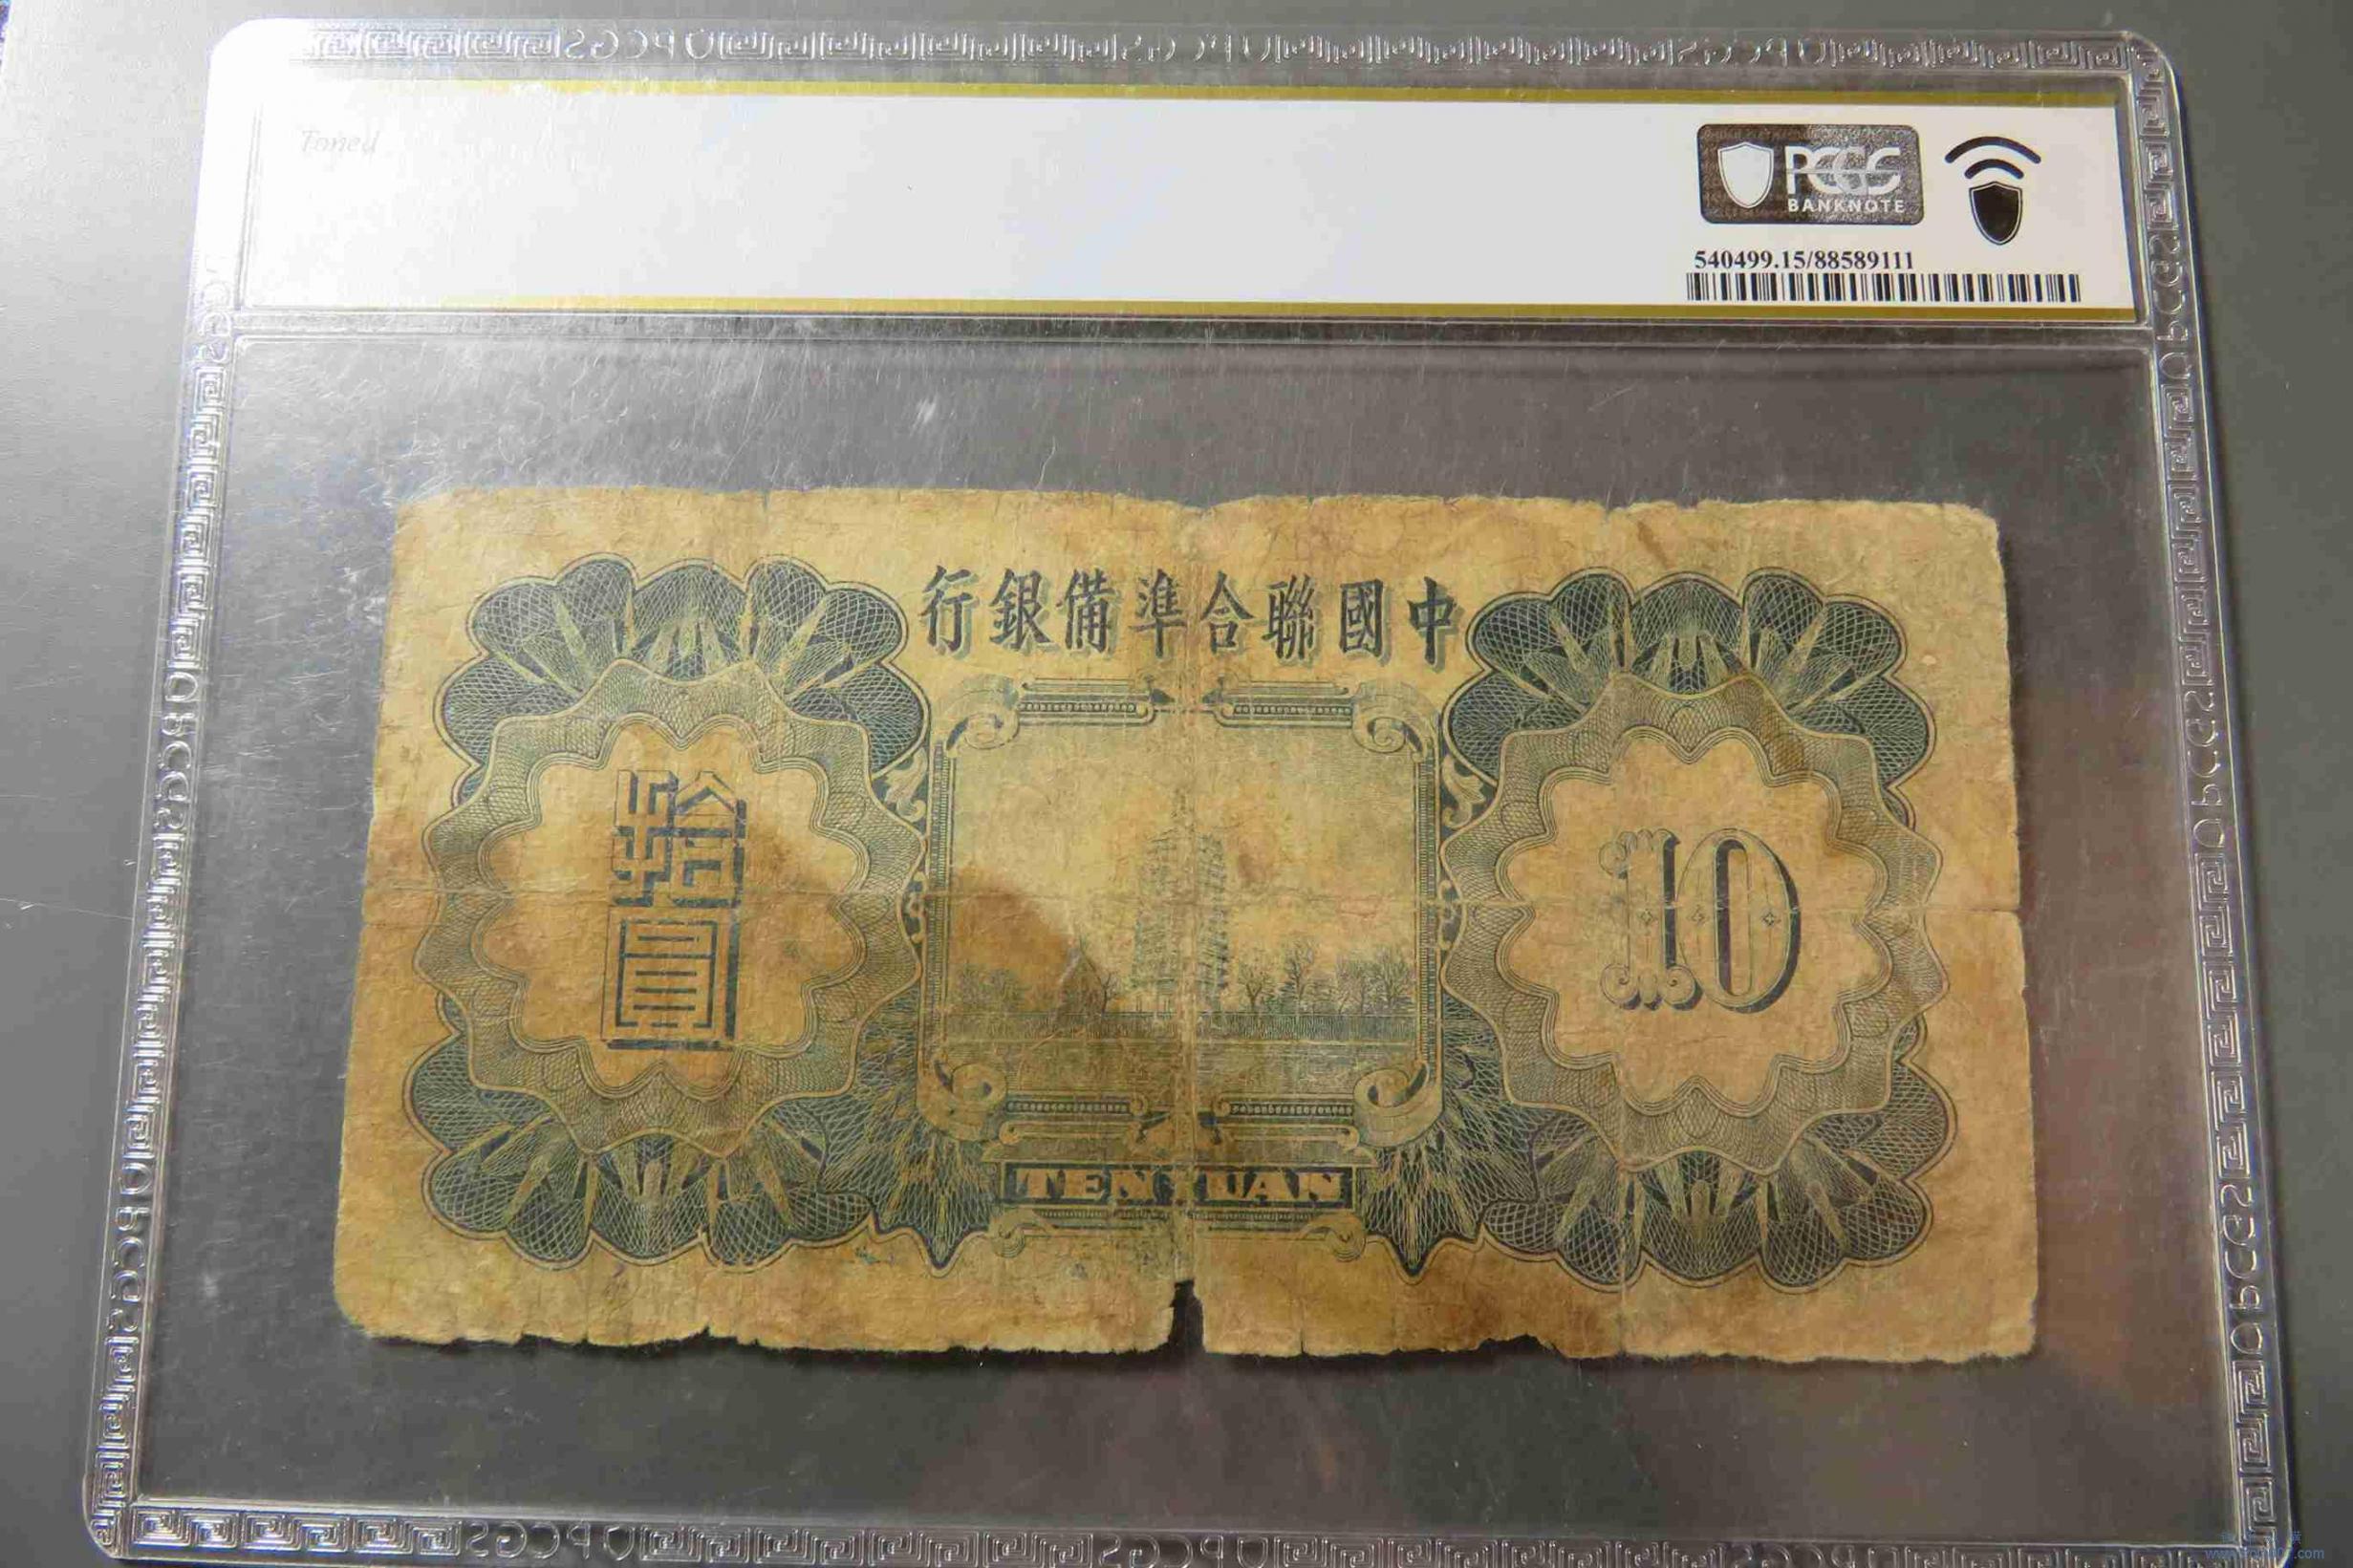 Toned
PCGS
BANKNOTE
540499.15/88589111
行銀備準合聯國中
拾圓
10
TEN YUAN